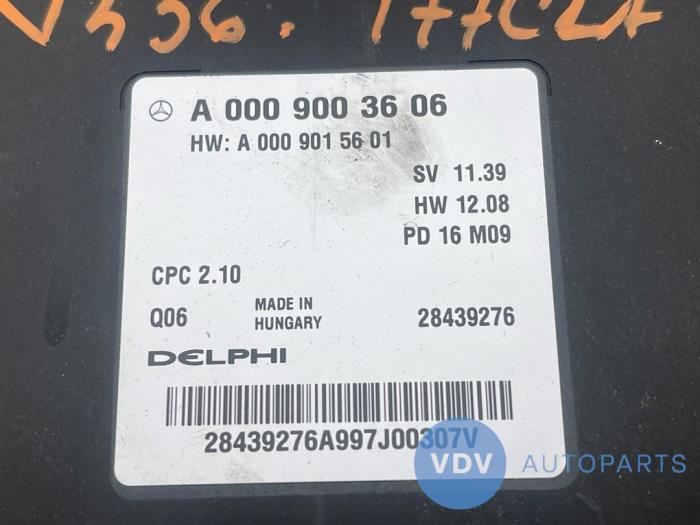 A 000 900 36 06
HW: A 000 901 56 01
SV 11.39
HW 12.08
PD 16 M09
CPC 2.10
Q06
MADE IN
HUNGARY
28439276
DELPHI
28439276A997J00307V
VDV AUTOPARTS